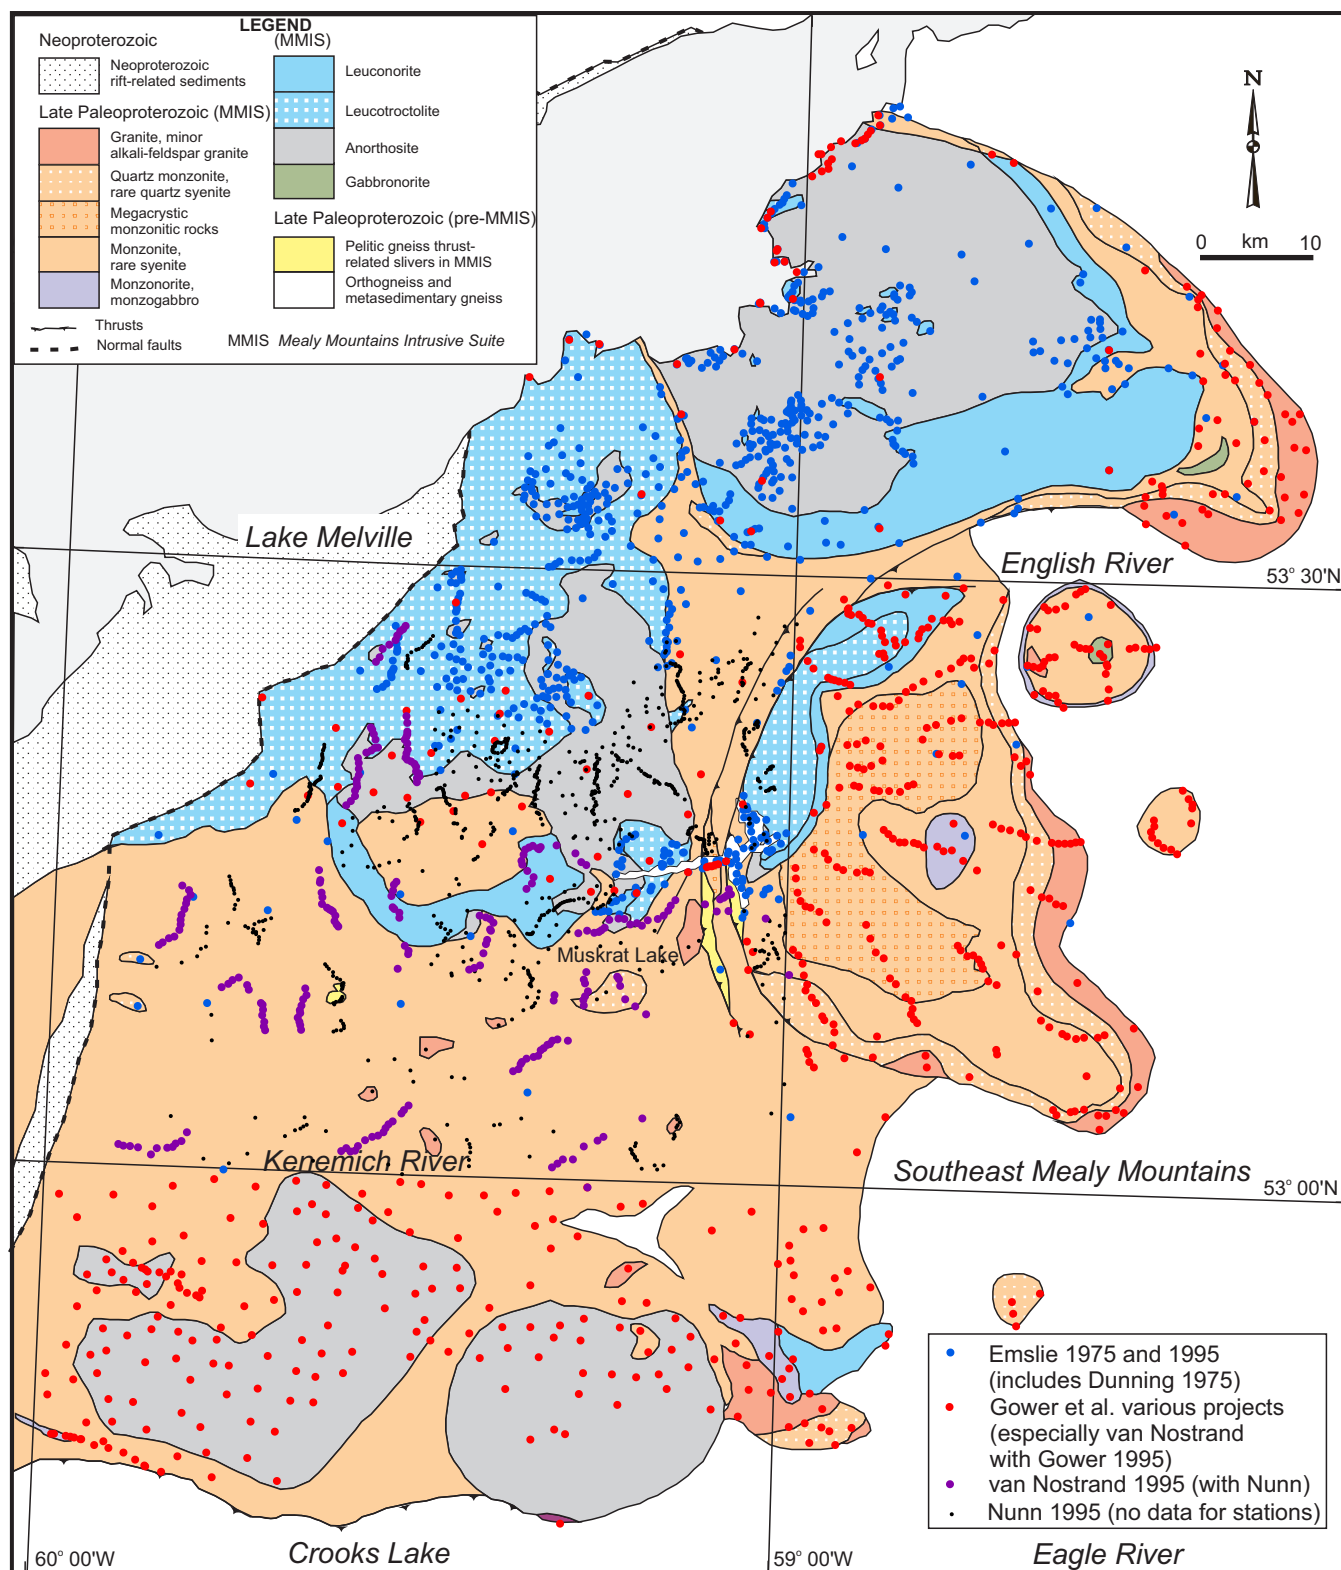 LEGEND
Neoproterozoic
Neoproterozoic
rift-related sediments
Late Paleoproterozoic (MMIS)
Granite, minor
alkali-feldspar granite
Quartz monzonite,
rare quartz syenite
Megacrystic
monzonitic rocks
Monzonite,
rare syenite
Monzonorite,
monzogabbro
Thrusts
Normal faults
(MMIS)
Leuconorite
Leucotroctolite
Anorthosite
Gabbronorite
Late Paleoproterozoic (pre-MMIS)
Pelitic gneiss thrust-
related slivers in MMIS
Orthogneiss and
metasedimentary gneiss
MMIS Mealy Mountains Intrusive Suite
N
0 km 10
Lake Melville
English River
53° 30'N
Muskrat Lake
Kenemich River
Southeast Mealy Mountains
53° 00'N
Emslie 1975 and 1995
(includes Dunning 1975)
Gower et al. various projects
(especially van Nostrand
with Gower 1995)
van Nostrand 1995 (with Nunn)
Nunn 1995 (no data for stations)
60° 00'W
Crooks Lake
59° 00'W
Eagle River